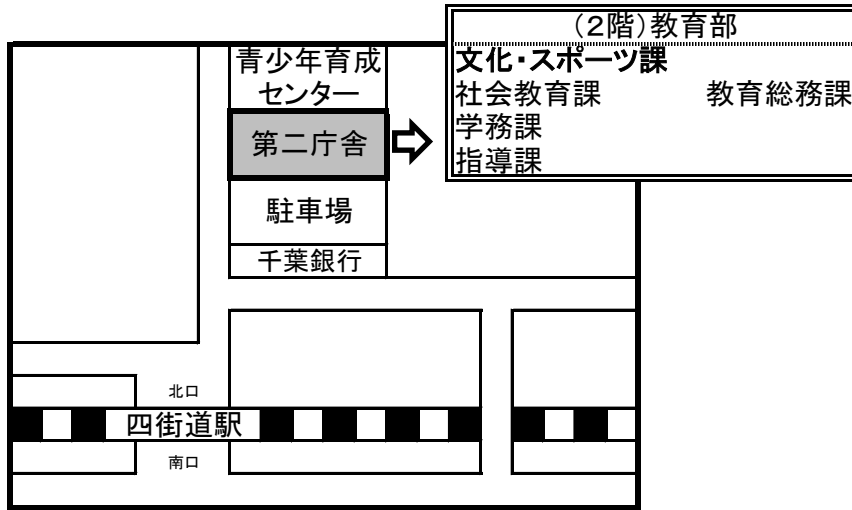 (2階)教育部
文化・スポーツ課
社会教育課 教育総務課
学務課
指導課
青少年育成
センター
第二庁舎
駐車場
千葉銀行
北口
四街道駅
南口